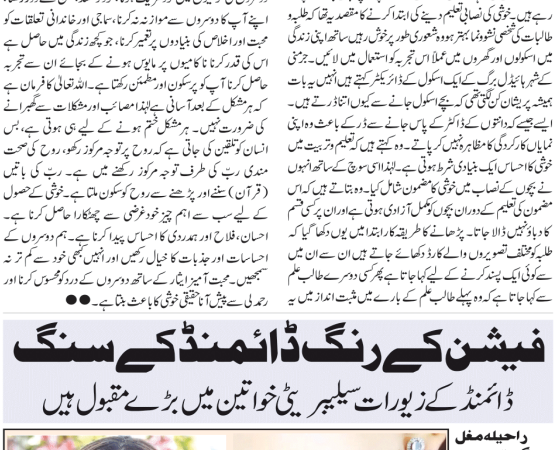 رہے ہیں۔ خوشی کی نصابی تعلیم دینے کی ابتدا کرنے کا مقصد یہ تھا کہ طلبہ و
طالبات کی شخصی نشوونما بہتر ہو وہ شعوری طور پر خوش رہیں ساتھ اپنی زندگی
میں اسکولوں اور گھروں میں عملاً اس تجربہ کو استعمال میں لائیں۔ جرمنی
کے شہر ہائیڈل برگ کے ایک اسکول کے ڈائریکٹر کہتے ہیں انہیں یہ بات
ہمیشہ پریشان کن لگتی تھی کہ بچے اسکول جانے سے کیوں اتنا ڈرتے ہیں۔
ایسے جیسے کہ دانتوں کے ڈاکٹر کے پاس جانے سے ڈر کے باعث وہ اپنی
نمایاں کارکردگی کا مظاہرہ نہیں کر پاتے۔ وہ کہتے ہیں کہ تعلیم و تربیت میں
خوشی کا احساس ایک بنیادی شرط ہوتی ہے۔ لہٰذا اسی سوچ کے ساتھ انہوں
نے بچوں کے نصاب میں خوشی کا مضمون شامل کیا۔ وہ بتاتے ہیں کہ اس
مضمون کی تعلیم کے دوران بچوں کو مکمل آزادی ہوتی ہے اور ان پر کسی قسم
کا دباؤ نہیں ڈالا جاتا۔ پڑھانے کا طریقہ کار ابتدا میں یوں دکھا گیا کہ
طلبہ کو مختلف تصویروں والے کارڈ دکھائے جاتے ہیں ان سے ان میں
سے کوئی ایک پسند کرنے کے لیے کہا جاتا ہے پھر کسی دوسرے طالب علم
سے کہا جاتا ہے کہ وہ پہلے طالب علم کے بارے میں مثبت انداز میں یہ
اپنے آپ کا دوسروں سے موازنہ نہ کرنا، سماجی اور خاندانی تعلقات کو
محبت اور اخلاص کی بنیادوں پر تعمیر کرنا، جو کچھ زندگی میں حاصل ہے
اس کی قدر کرنا نا کامیوں پر مایوس ہونے کے بجائے ان سے تجربہ
حاصل کرنا آپ کو پرسکون اور مطمئن رکھتا ہے۔ اللہ تعالیٰ کا فرمان ہے
کہ ہر مشکل کے بعد آسانی ہے لہٰذا مصائب اور مشکلات سے گھبرانے
کی ضرورت نہیں۔ ہر مشکل ختم ہونے کے لیے ہی ہوتی ہے، بس
انسان کو تلقین کی جاتی ہے کہ روح پر توجہ مرکوز رکھو، روح کی صحت
مندی ربّ کی طرف توجہ مرکوز رکھنے میں ہے۔ ربّ کی باتیں
(قرآن) سننے اور پڑھنے سے روح کو سکون ملتا ہے۔ خوشی کے حصول
کے لیے سب سے اہم چیز خود غرضی سے چھٹکارا حاصل کرنا ہے۔
احسان، فلاح اور ہمدردی کا احساس پیدا کرنا ہے۔ ہم دوسروں کے
احساسات اور جذبات کا خیال رکھیں اور انہیں بھی خود سے کم تر نہ
سمجھیں۔ محبت آمیز ایثار کے ساتھ دوسروں کے درد کو محسوس کرنا اور
رحمدلی سے پیش آنا حقیقی خوشی کا باعث بنتا ہے۔ ●●
فیشن کے رنگ ڈائمنڈ کے سنگ
ڈائمنڈ کے زیورات سیلیبریٹی خواتین میں بڑے مقبول ہیں
راحیلہ مغل